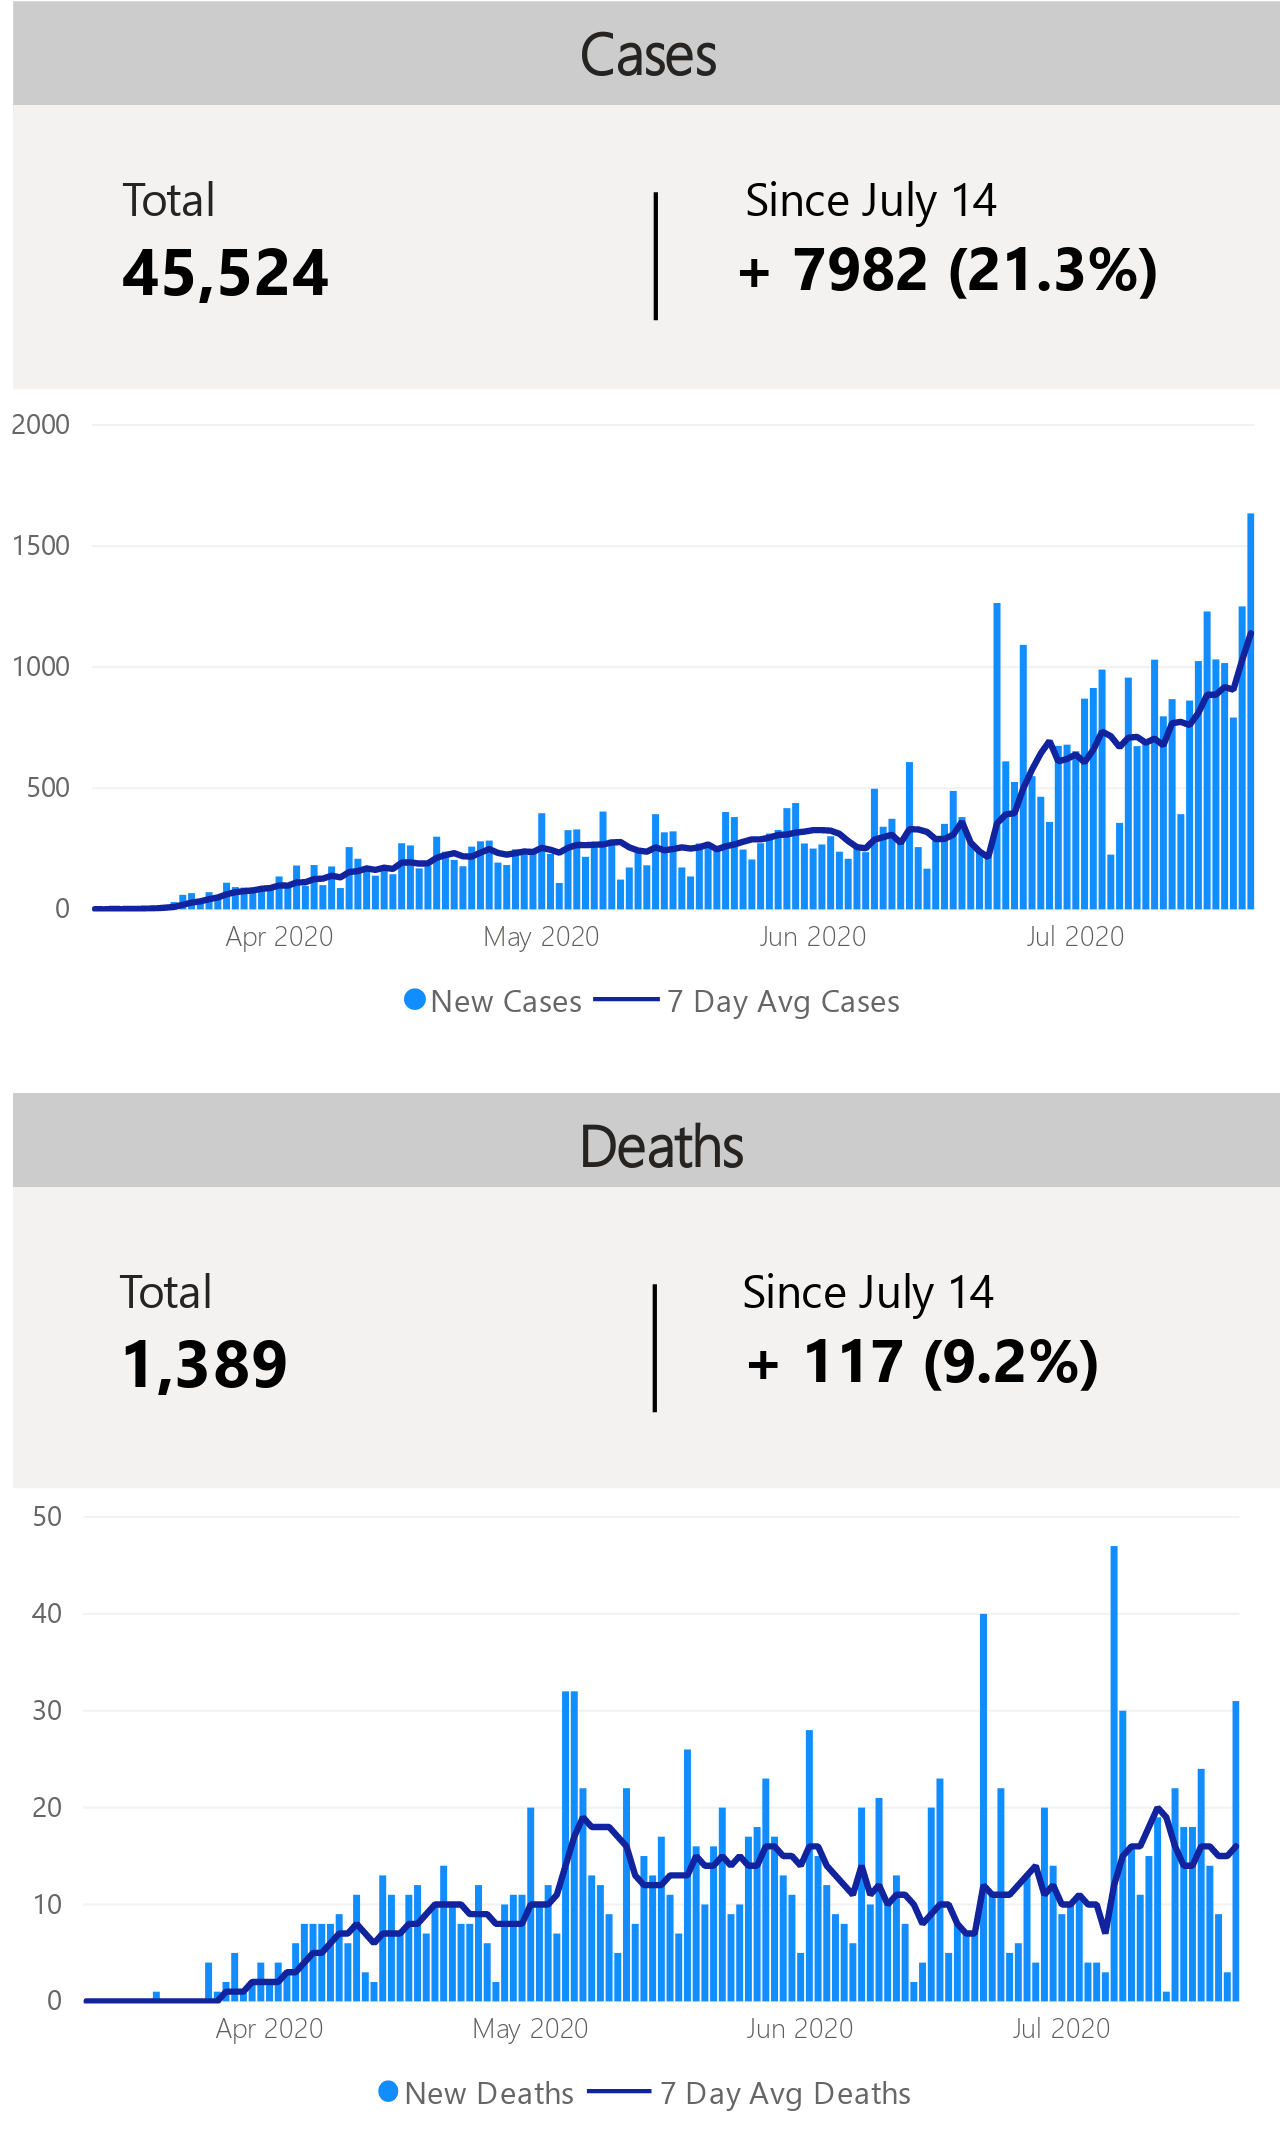 Cases
Total
Since July 14
45,524
+ 7982 (21.3%)
2000
1500
1000
500
0
Apr 2020
May 2020
Jun 2020
Jul 2020
New Cases
7 Day Avg Cases
Deaths
Total
Since July 14
1,389
+ 117 (9.2%)
50
40
30
20
10
0
Apr 2020
May 2020
Jun 2020
Jul 2020
New Deaths
7 Day Avg Deaths